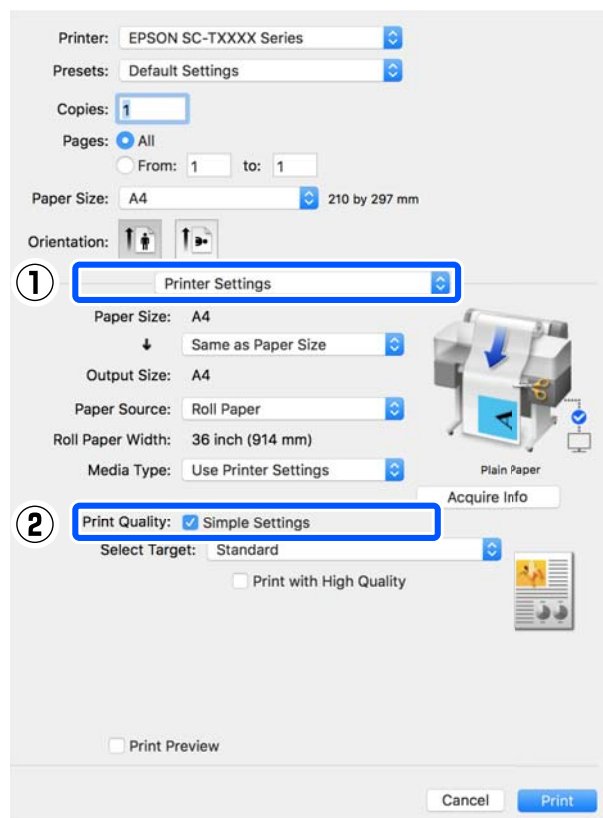 Printer: EPSON SC-TXXXX Series
Presets: Default Settings
Copies: 1
Pages: All
From: 1 to: 1
Paper Size: A4 210 by 297 mm
Orientation:
1 Printer Settings
Paper Size: A4
Same as Paper Size
Output Size: A4
Paper Source: Roll Paper
Roll Paper Width: 36 inch (914 mm)
Media Type: Use Printer Settings
A
Plain Paper
Acquire Info
2 Print Quality: Simple Settings
Select Target: Standard
Print with High Quality
Print Preview
Cancel Print